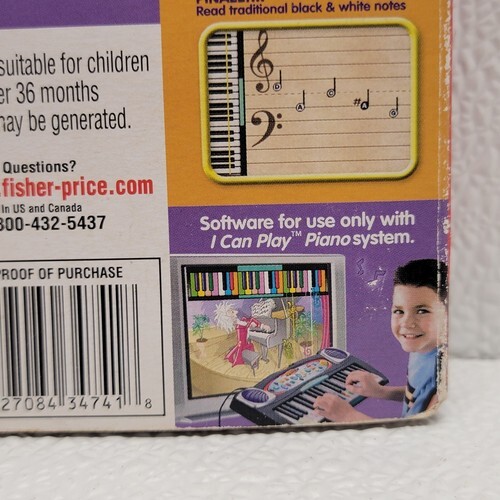 Read traditional black & white notes
suitable for children
er 36 months
may be generated.
Questions?
.fisher-price.com
In US and Canada
800-432-5437
D
A
C
#A
G
Software for use only with
I Can Play™ Piano system.
PROOF OF PURCHASE
27084 34741 8